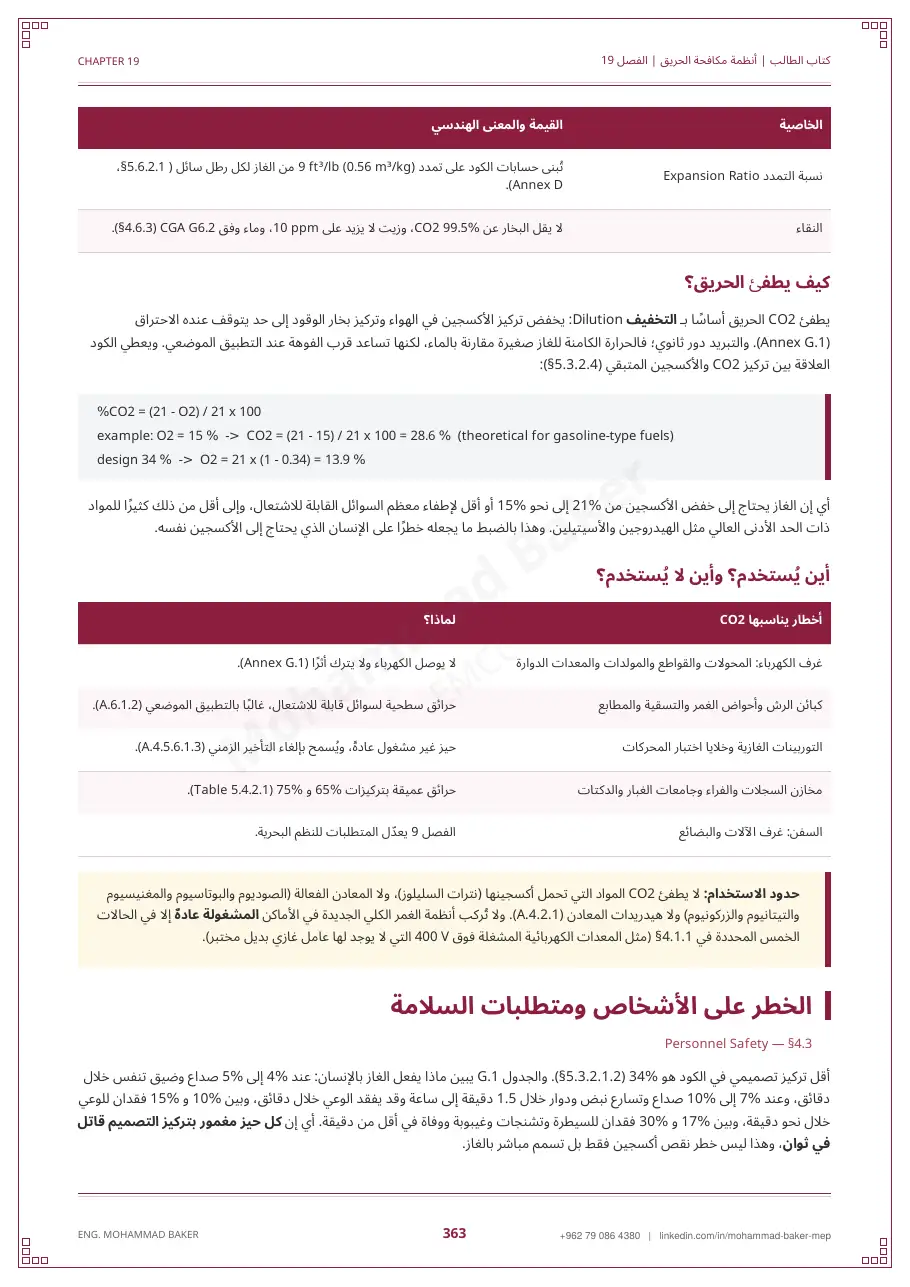 كتاب الطالب | أنظمة مكافحة الحريق | الفصل 19
CHAPTER 19
الخاصية
القيمة والمعنى الهندسي
نسبة التمدد Expansion Ratio
تُبنى حسابات الكود على تمدد 9 ft³/lb (0.56 m³/kg) من الغاز لكل رطل سائل (§5.6.2.1،
Annex D).
النقاء
لا يقل البخار عن 99.5% CO2، وزيت لا يزيد على 10 ppm، وماء وفق CGA G6.2 (§4.6.3).
كيف يطفئ الحريق؟
يطفئ CO2 الحريق أساسًا بـ التخفيف Dilution: يخفض تركيز الأكسجين في الهواء وتركيز بخار الوقود إلى حد يتوقف عنده الاحتراق
(Annex G.1). والتبريد دور ثانوي؛ فالحرارة الكامنة للغاز صغيرة مقارنة بالماء، لكنها تساعد قرب الفوهة عند التطبيق الموضعي. ويعطي الكود
العلاقة بين تركيز CO2 والأكسجين المتبقي (§5.3.2.4):
%CO2 = (21 - O2) / 21 x 100
example: O2 = 15 % -> CO2 = (21 - 15) / 21 x 100 = 28.6 % (theoretical for gasoline-type fuels)
design 34 % -> O2 = 21 x (1 - 0.34) = 13.9 %
أي إن الغاز يحتاج إلى خفض الأكسجين من 21% إلى نحو 15% أو أقل لإطفاء معظم السوائل القابلة للاشتعال، وإلى أقل من ذلك كثيرًا للمواد
ذات الحد الأدنى العالي مثل الهيدروجين والأسيتيلين. وهذا بالضبط ما يجعله خطرًا على الإنسان الذي يحتاج إلى الأكسجين نفسه.
أين يُستخدم؟ وأين لا يُستخدم؟
أخطار يناسبها CO2
لماذا؟
غرف الكهرباء: المحولات والقواطع والمولدات والمعدات الدوارة
لا يوصل الكهرباء ولا يترك أثرًا (Annex G.1).
كبائن الرش وأحواض الغمر والتسقية والمطابع
حرائق سطحية لسوائل قابلة للاشتعال، غالبًا بالتطبيق الموضعي (A.6.1.2).
التوربينات الغازية وخلايا اختبار المحركات
حيز غير مشغول عادةً، ويُسمح بإلغاء التأخير الزمني (A.4.5.6.1.3).
مخازن السجلات والفراء وجامعات الغبار والدكتات
حرائق عميقة بتركيزات 65% و 75% (Table 5.4.2.1).
السفن: غرف الآلات والبضائع
الفصل 9 يعدّل المتطلبات للنظم البحرية.
حدود الاستخدام: لا يطفئ CO2 المواد التي تحمل أكسجينها (نترات السليلوز)، ولا المعادن الفعالة (الصوديوم والبوتاسيوم والمغنيسيوم
والتيتانيوم والزركونيوم) ولا هيدريدات المعادن (A.4.2.1). ولا تُركب أنظمة الغمر الكلي الجديدة في الأماكن المشغولة عادةً إلا في الحالات
الخمس المحددة في §4.1.1 (مثل المعدات الكهربائية المشغلة فوق 400 V التي لا يوجد لها عامل غازي بديل مختبر).
الخطر على الأشخاص ومتطلبات السلامة
Personnel Safety — §4.3
أقل تركيز تصميمي في الكود هو 34% (§5.3.2.1.2). والجدول G.1 يبين ماذا يفعل الغاز بالإنسان: عند 4% إلى 5% صداع وضيق تنفس خلال
دقائق، وعند 7% إلى 10% صداع وتسارع نبض ودوار خلال 1.5 دقيقة إلى ساعة وقد يفقد الوعي خلال دقائق، وبين 10% و 15% فقدان للوعي
خلال نحو دقيقة، وبين 17% و 30% فقدان للسيطرة وتشنجات وغيبوبة ووفاة في أقل من دقيقة. أي إن كل حيز مغمور بتركيز التصميم قاتل
في ثوانٍ، وهذا ليس خطر نقص أكسجين فقط بل تسمم مباشر بالغاز.
Mohammad Baker
ENG. MOHAMMAD BAKER
363
+962 79 086 4380 | linkedin.com/in/mohammad-baker-mep